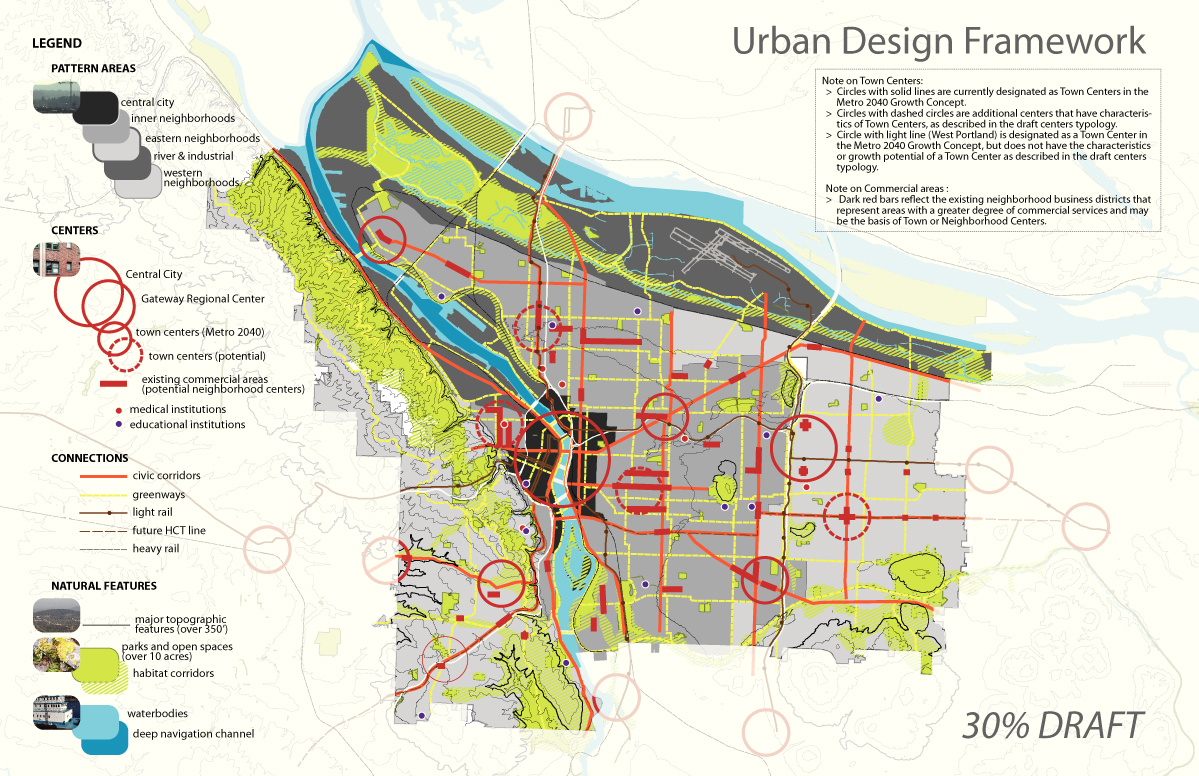 Urban Design Framework
LEGEND
PATTERN AREAS
central city
inner neighborhoods
eastern neighborhoods
river & industrial
western
neighborhoods
CENTERS
Central City
Gateway Regional Center
town centers (Metro 2040)
town centers (potential)
existing commercial areas
(potential neighborhood centers)
medical institutions
educational institutions
CONNECTIONS
civic corridors
greenways
light rail
future HCT line
heavy rail
NATURAL FEATURES
major topographic
features (over 350')
parks and open spaces
(over 10 acres)
habitat corridors
waterbodies
deep navigation channel
Note on Town Centers:
> Circles with solid lines are currently designated as Town Centers in the
Metro 2040 Growth Concept.
> Circles with dashed circles are additional centers that have characteris-
tics of Town Centers, as described in the draft centers typology.
> Circle with light line (West Portland) is designated as a Town Center in
the Metro 2040 Growth Concept, but does not have the characteristics
or growth potential of a Town Center as described in the draft centers
typology.
Note on Commercial areas :
> Dark red bars reflect the existing neighborhood business districts that
represent areas with a greater degree of commercial services and may
be the basis of Town or Neighborhood Centers.
30% DRAFT